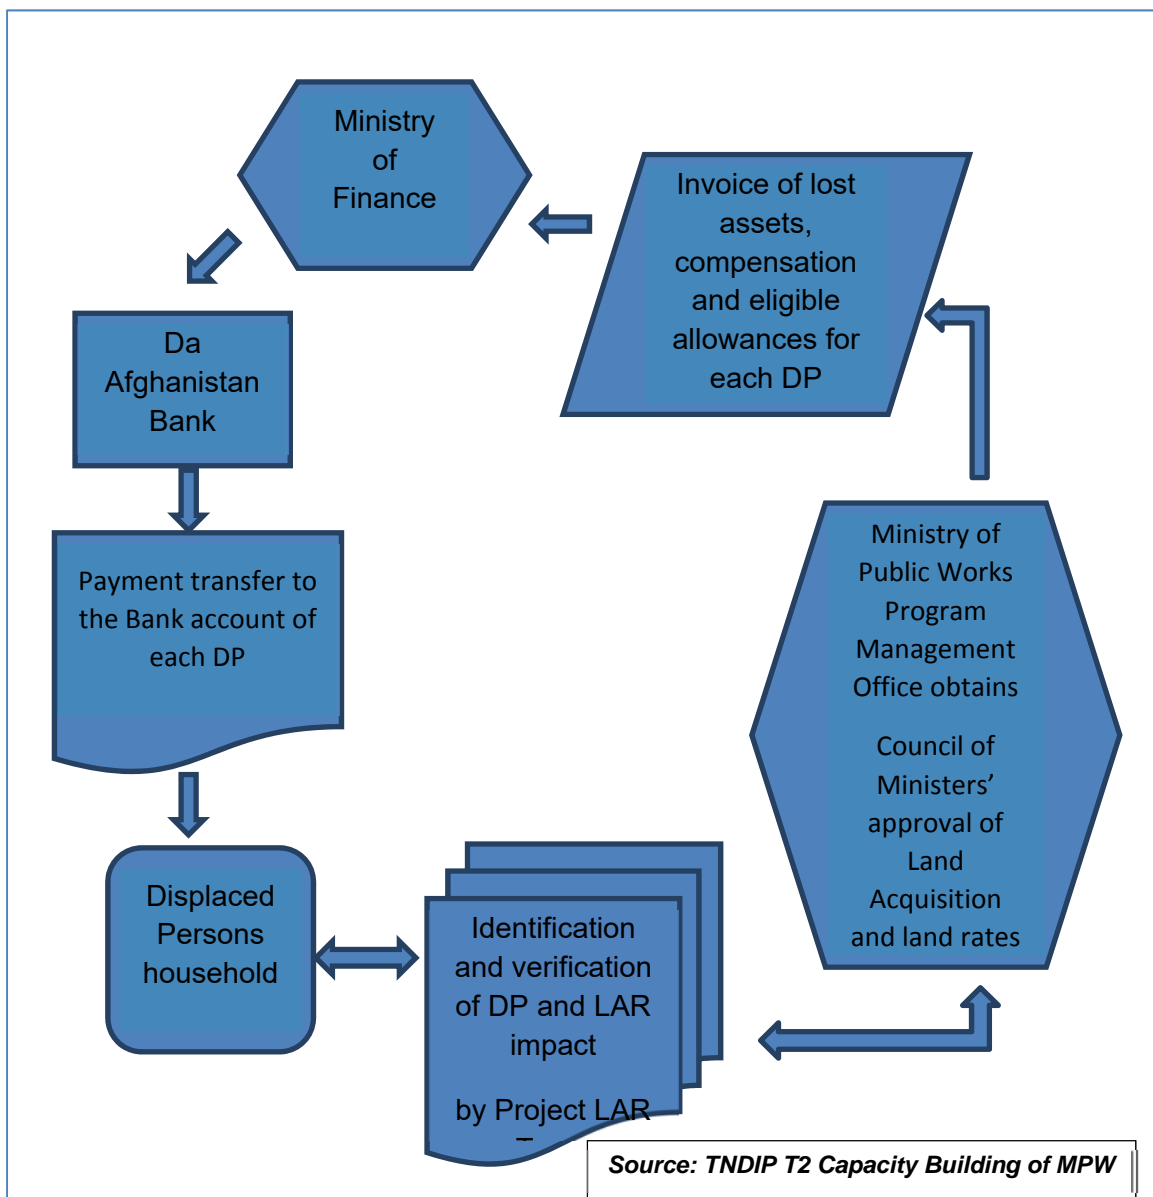 Ministry
of
Finance
Invoice of lost
assets,
compensation
and eligible
allowances for
each DP
Da
Afghanistan
Bank
Payment transfer to
the Bank account of
each DP
Ministry of
Public Works
Program
Management
Office obtains
Council of
Ministers’
approval of
Land
Acquisition
and land rates
Displaced
Persons
household
Identification
and verification
of DP and LAR
impact
by Project LAR
Source: TNDIP T2 Capacity Building of MPW